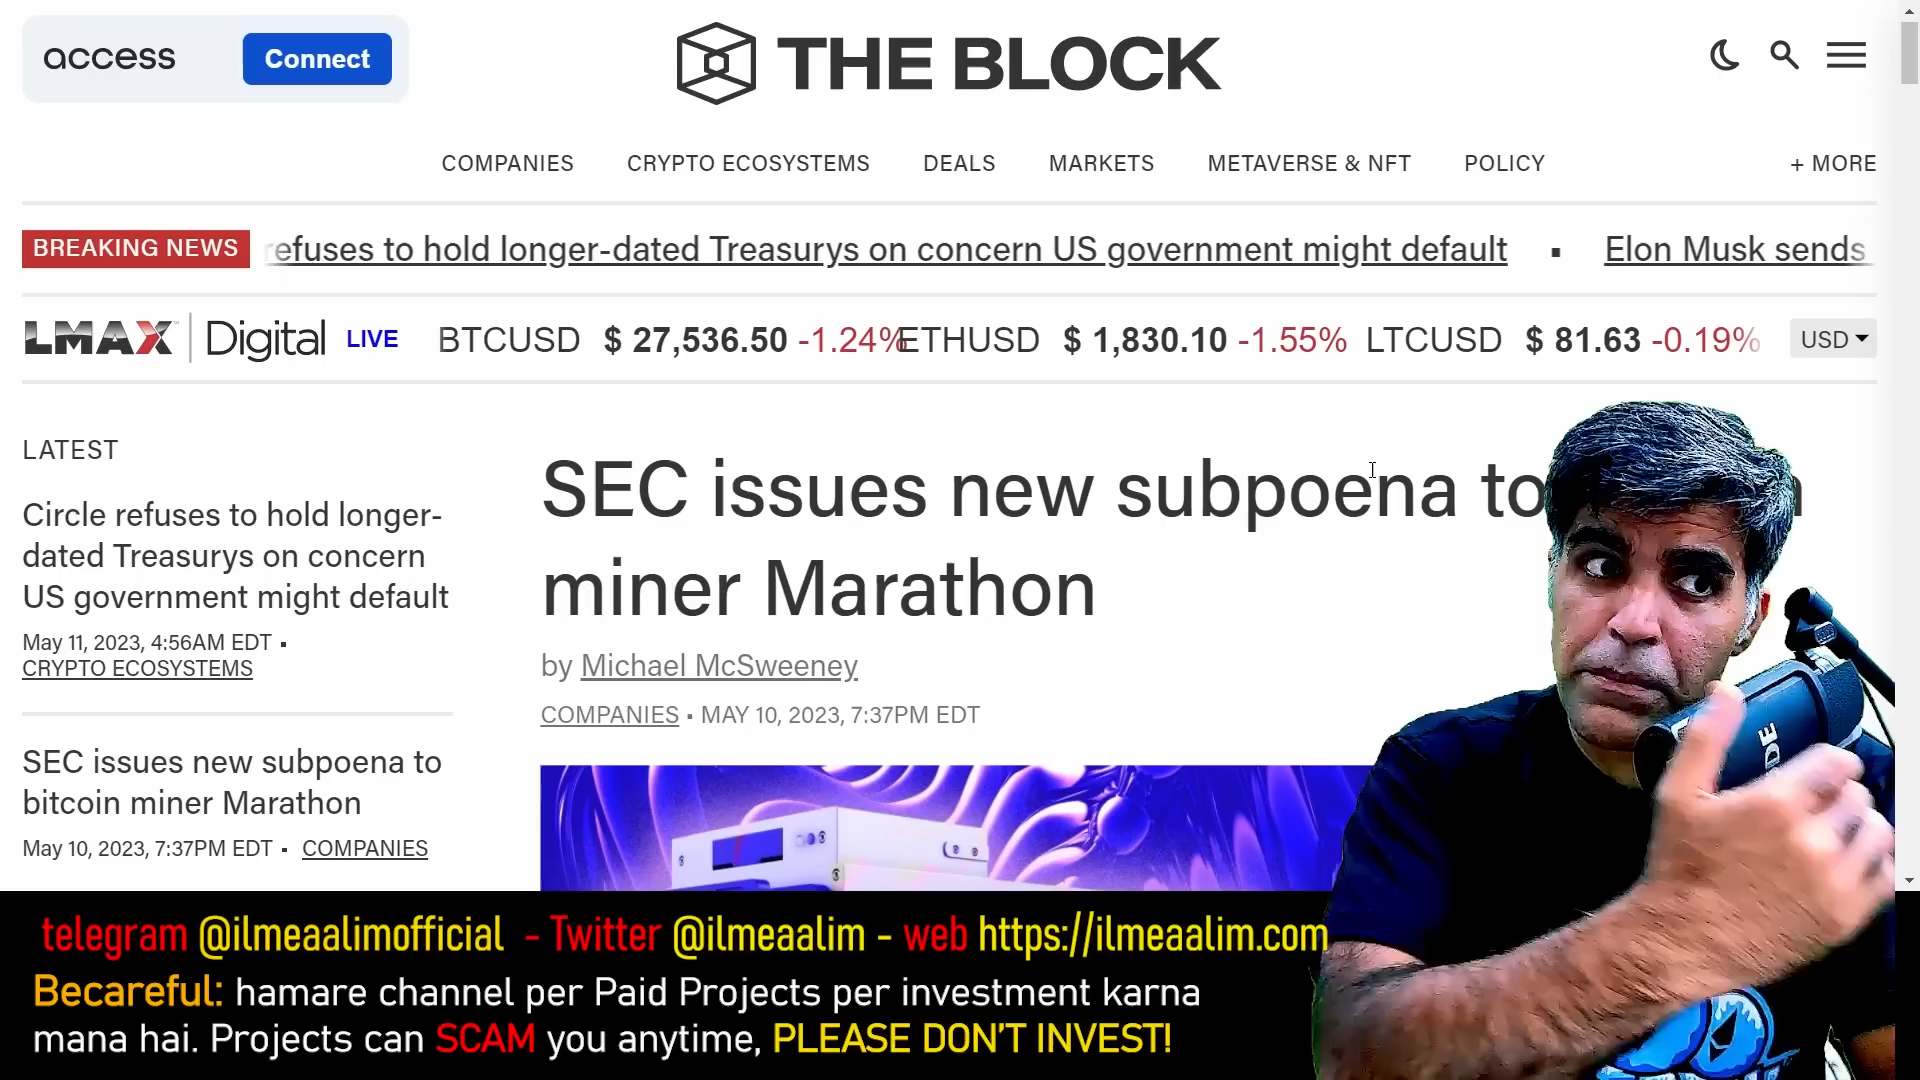 access Connect THE BLOCK
COMPANIES CRYPTO ECOSYSTEMS DEALS MARKETS METAVERSE & NFT POLICY + MORE
BREAKING NEWS refuses to hold longer-dated Treasurys on concern US government might default ▪ Elon Musk sends
LMAX Digital LIVE BTCUSD $ 27,536.50 -1.24% ETHUSD $ 1,830.10 -1.55% LTCUSD $ 81.63 -0.19% USD
LATEST
Circle refuses to hold longer-
dated Treasurys on concern
US government might default
May 11, 2023, 4:56AM EDT ▪
CRYPTO ECOSYSTEMS
SEC issues new subpoena to
bitcoin miner Marathon
May 10, 2023, 7:37PM EDT ▪ COMPANIES
SEC issues new subpoena to
miner Marathon
by Michael McSweeney
COMPANIES ▪ MAY 10, 2023, 7:37PM EDT
telegram @ilmeaalimofficial - Twitter @ilmeaalim - web https://ilmeaalim.com
Becareful: hamare channel per Paid Projects per investment karna
mana hai. Projects can SCAM you anytime, PLEASE DON'T INVEST!